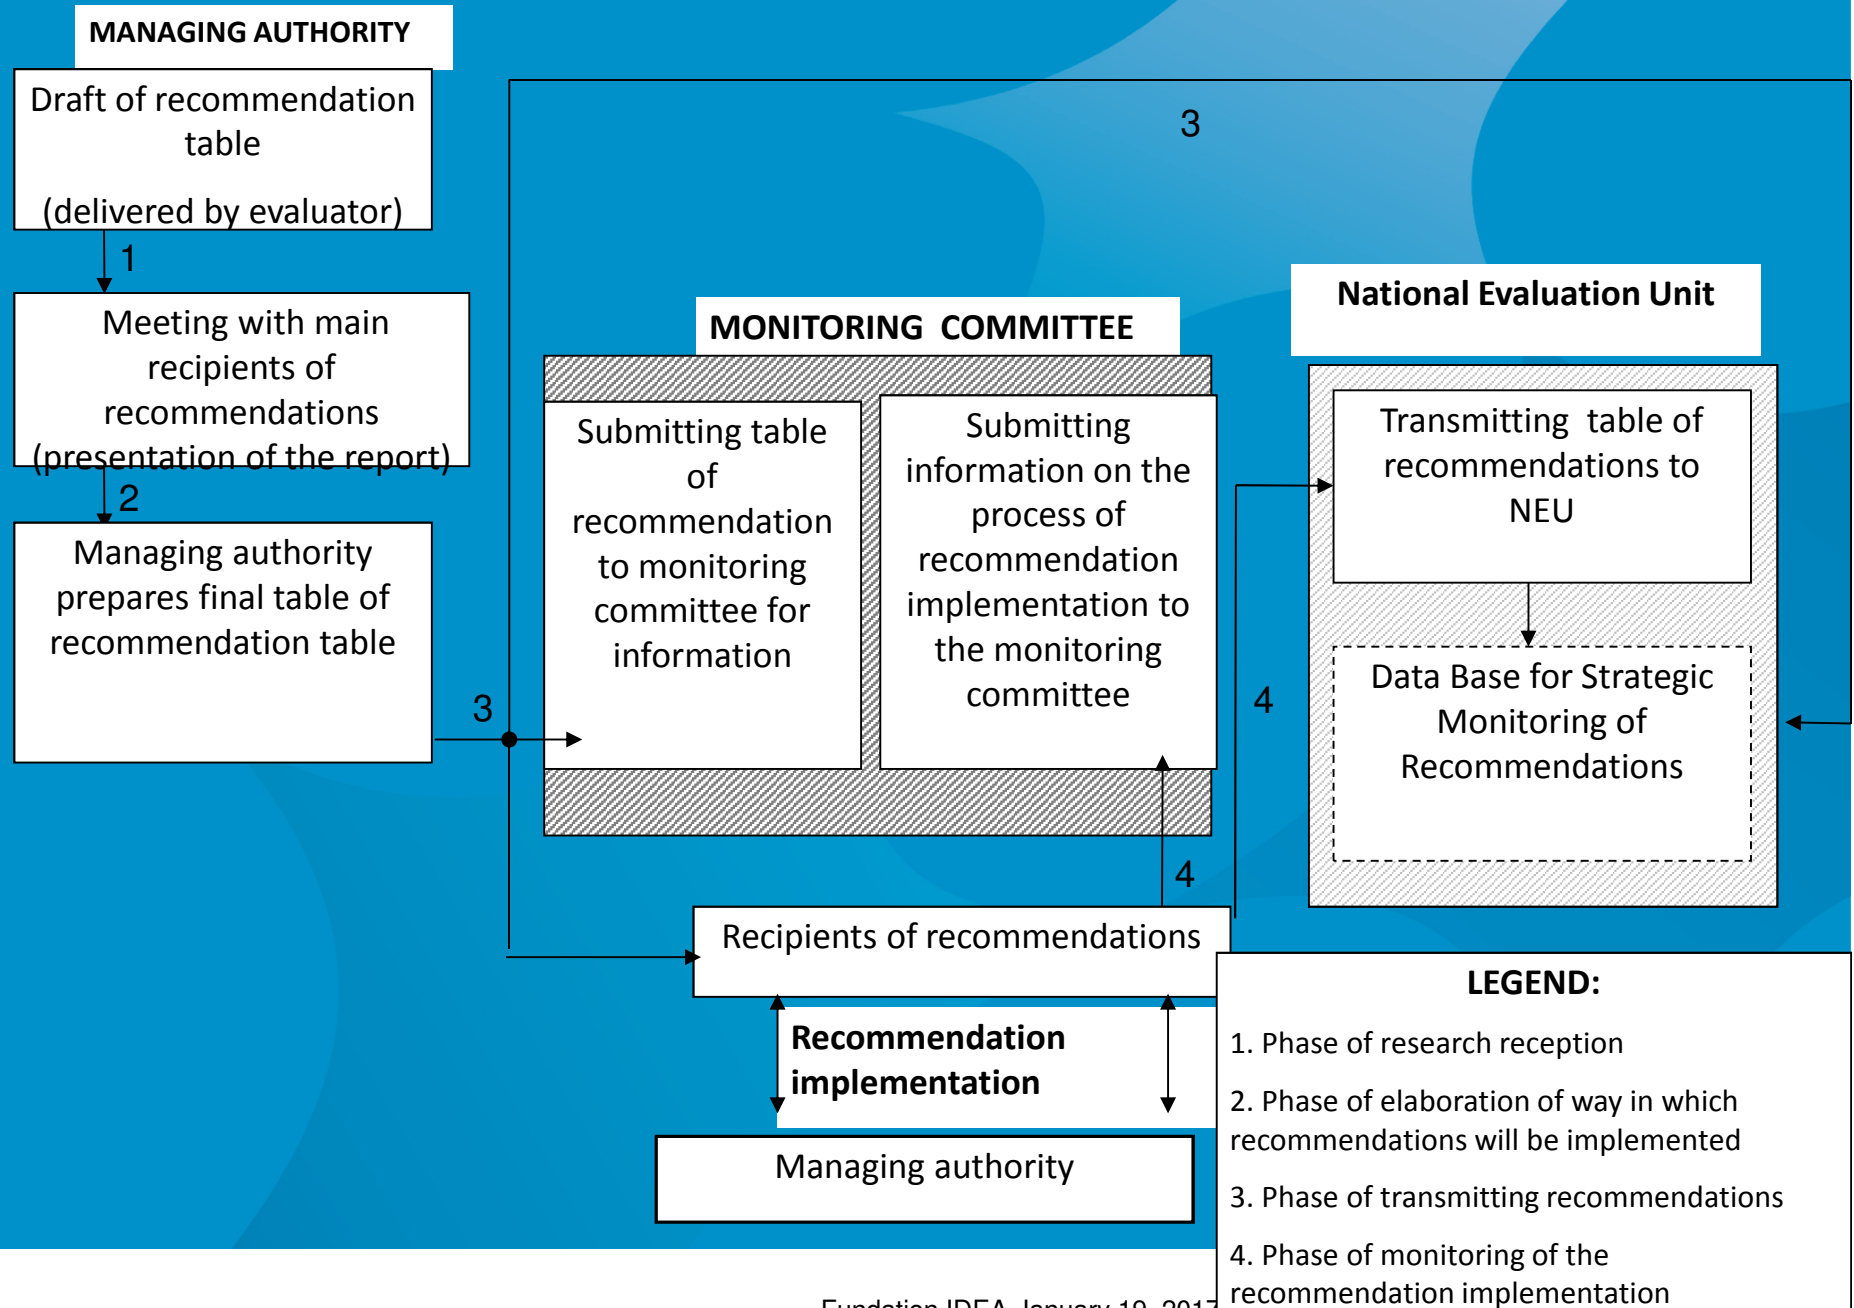 MANAGING AUTHORITY
Draft of recommendation
table
(delivered by evaluator)
1
Meeting with main
recipients of
recommendations
(presentation of the report)
2
Managing authority
prepares final table of
recommendation table
3
3
MONITORING COMMITTEE
Submitting table
of
recommendation
to monitoring
committee for
information
Submitting
information on the
process of
recommendation
implementation to
the monitoring
committee
4
4
National Evaluation Unit
Transmitting table of
recommendations to
NEU
Data Base for Strategic
Monitoring of
Recommendations
Recipients of recommendations
Recommendation
implementation
Managing authority
LEGEND:
1. Phase of research reception
2. Phase of elaboration of way in which
recommendations will be implemented
3. Phase of transmitting recommendations
4. Phase of monitoring of the
recommendation implementation
Fundation IDEA January 19, 2017